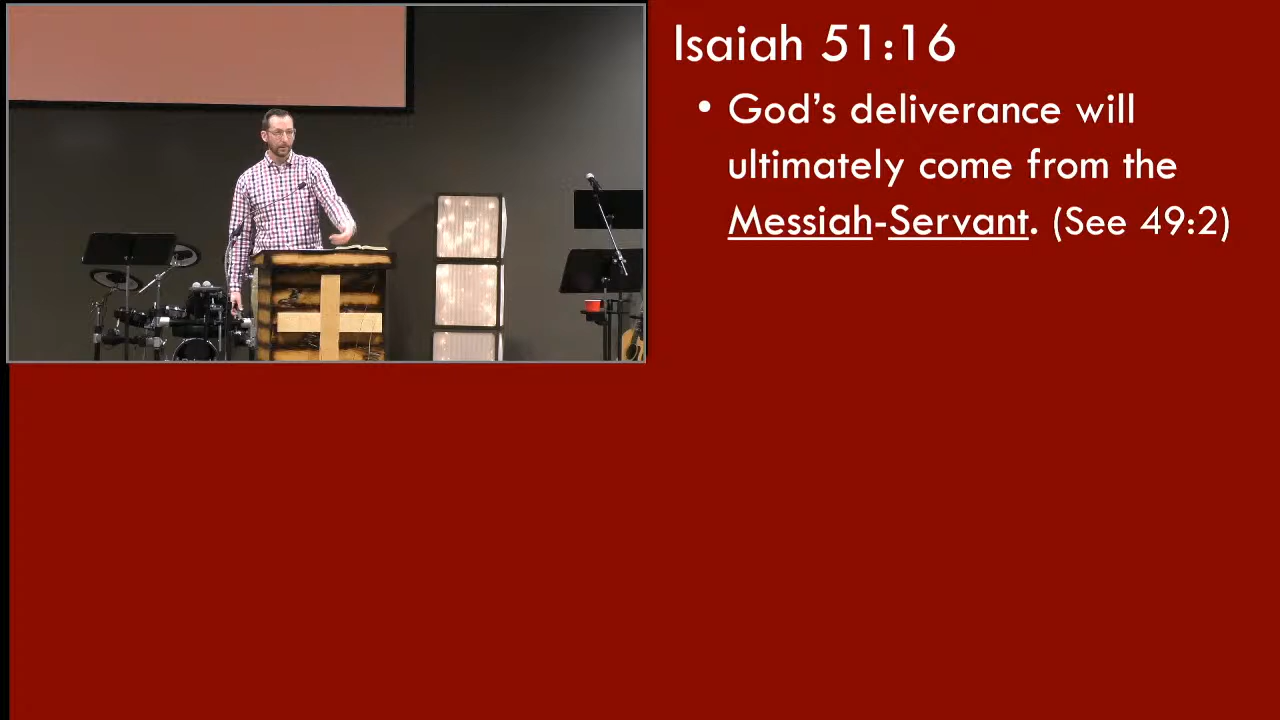 Isaiah 51:16
• God's deliverance will
ultimately come from the
Messiah-Servant. (See 49:2)